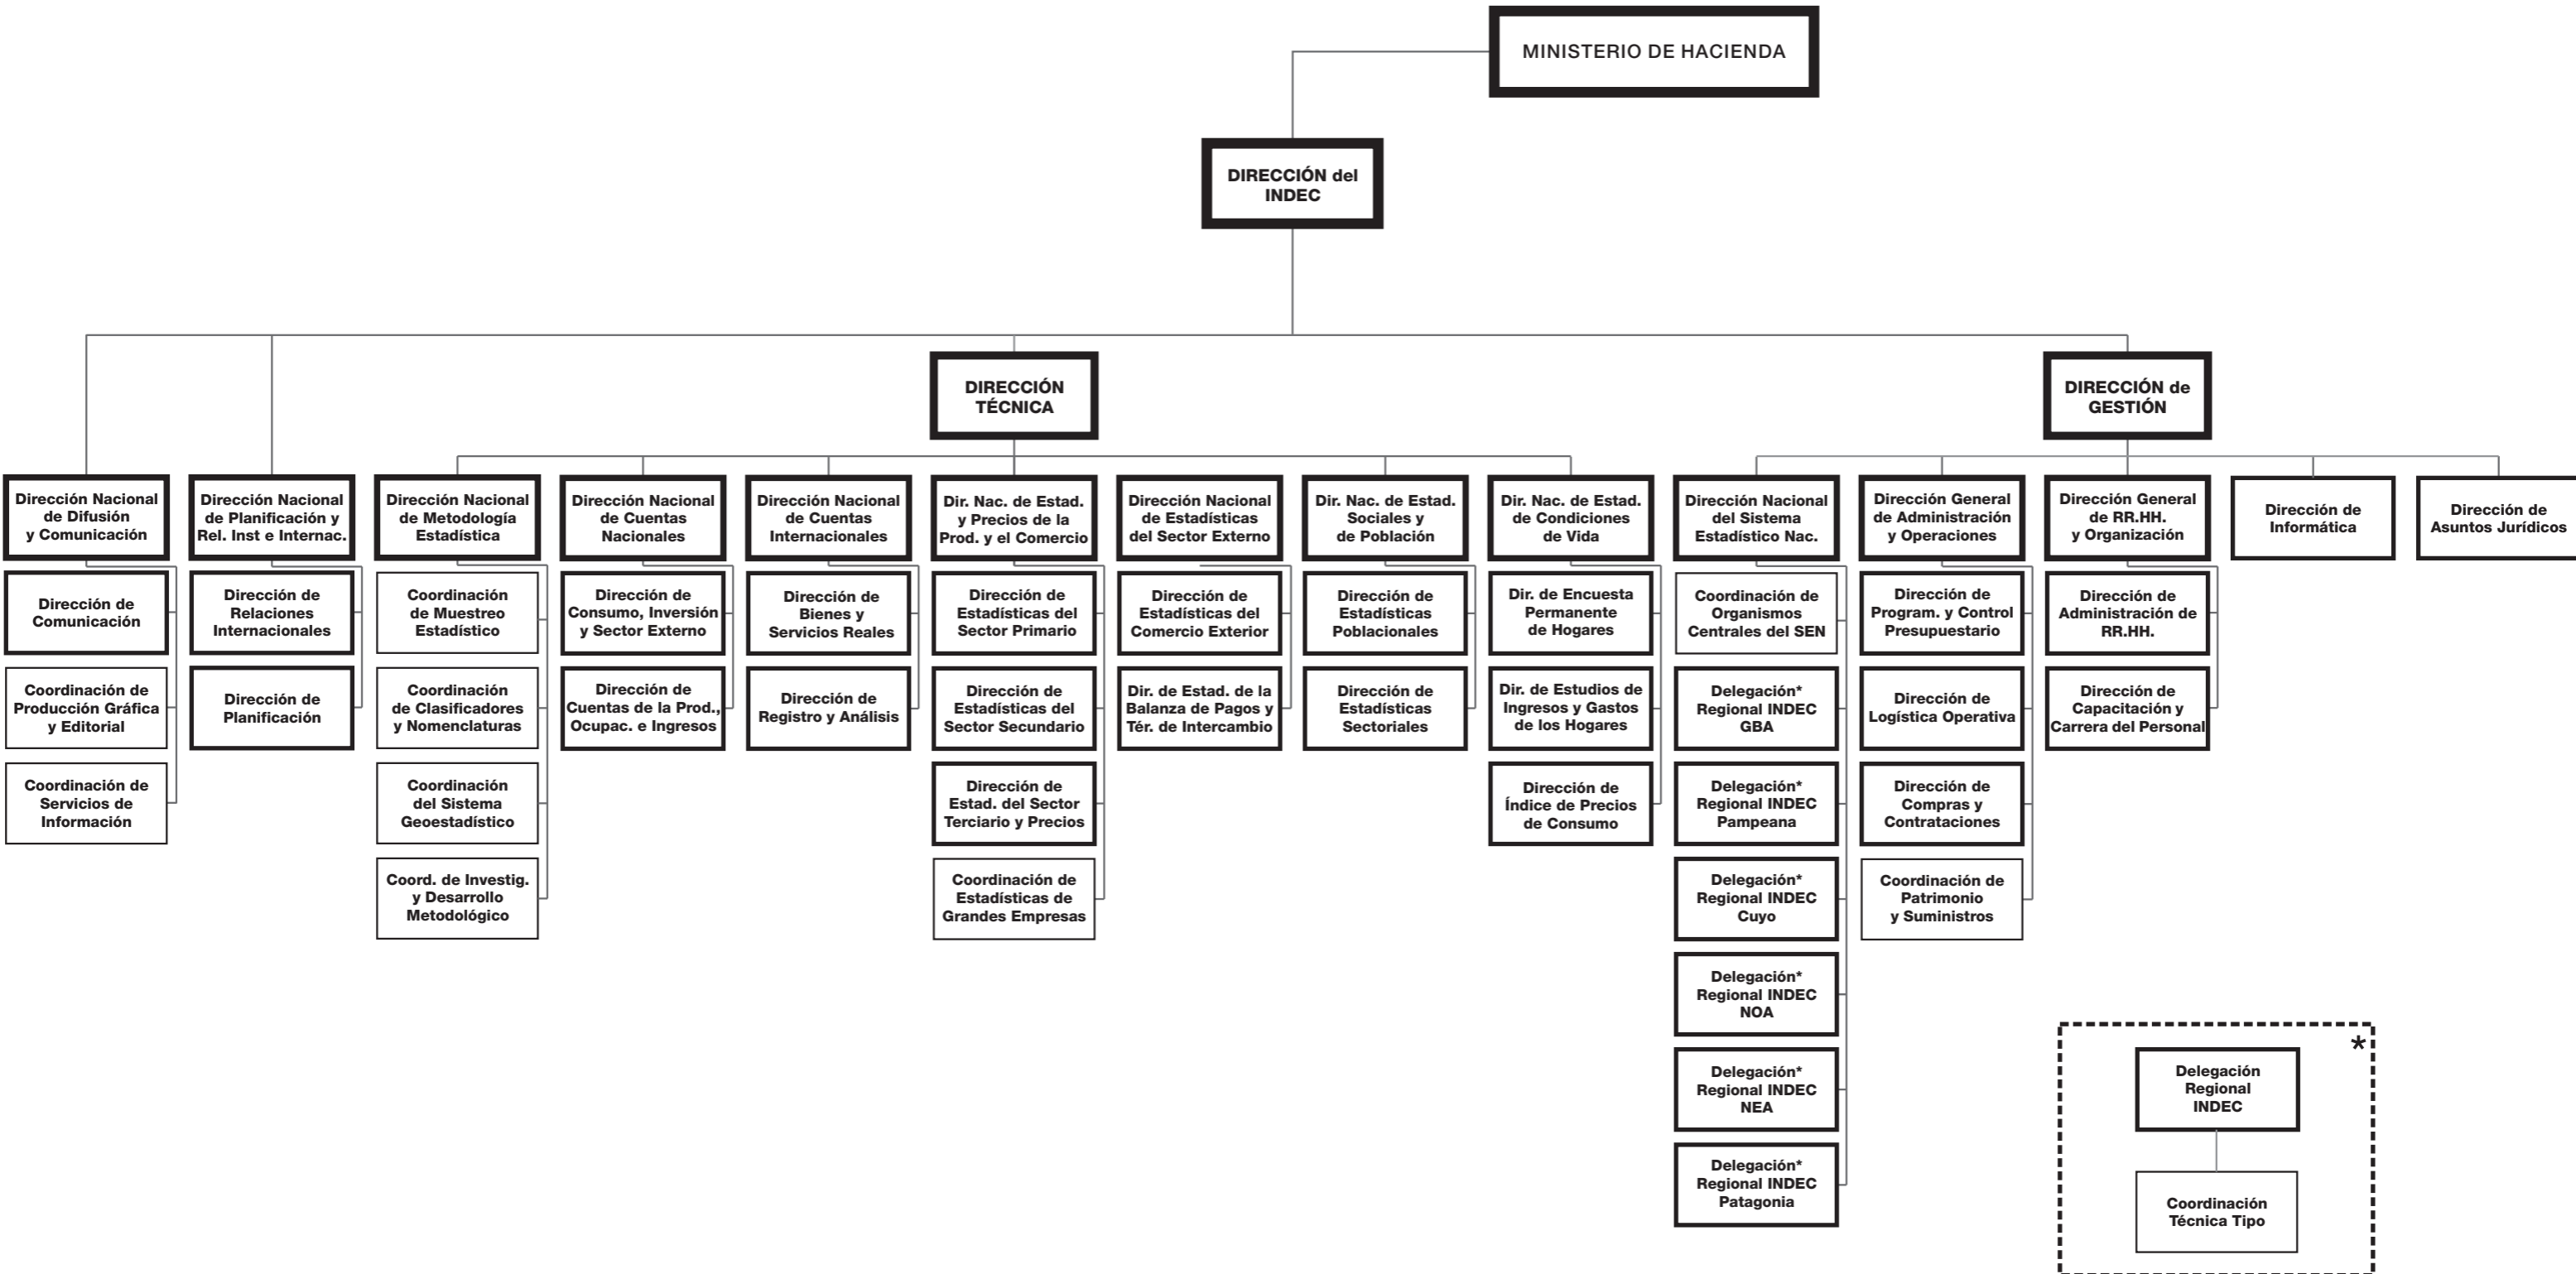 MINISTERIO DE HACIENDA
DIRECCIÓN del
INDEC
DIRECCIÓN
TÉCNICA
DIRECCIÓN de
GESTIÓN
Dirección Nacional
de Difusión
y Comunicación
Dirección de
Comunicación
Coordinación de
Producción Gráfica
y Editorial
Coordinación de
Servicios de
Información
Dirección Nacional
de Planificación y
Rel. Inst e Internac.
Dirección de
Relaciones
Internacionales
Dirección de
Planificación
Dirección Nacional
de Metodología
Estadística
Coordinación
de Muestreo
Estadístico
Coordinación
de Clasificadores
y Nomenclaturas
Coordinación
del Sistema
Geoestadístico
Coord. de Investig.
y Desarrollo
Metodológico
Dirección Nacional
de Cuentas
Nacionales
Dirección de
Consumo, Inversión
y Sector Externo
Dirección de
Cuentas de la Prod.,
Ocupac. e Ingresos
Dirección Nacional
de Cuentas
Internacionales
Dirección de
Bienes y
Servicios Reales
Dirección de
Registro y Análisis
Dir. Nac. de Estad.
y Precios de la
Prod. y el Comercio
Dirección de
Estadísticas del
Sector Primario
Dirección de
Estadísticas del
Sector Secundario
Dirección de
Estad. del Sector
Terciario y Precios
Coordinación de
Estadísticas de
Grandes Empresas
Dirección Nacional
de Estadísticas
del Sector Externo
Dirección de
Estadísticas del
Comercio Exterior
Dir. de Estad. de la
Balanza de Pagos y
Tér. de Intercambio
Dir. Nac. de Estad.
Sociales y
de Población
Dirección de
Estadísticas
Poblacionales
Dirección de
Estadísticas
Sectoriales
Dir. Nac. de Estad.
de Condiciones
de Vida
Dir. de Encuesta
Permanente
de Hogares
Dir. de Estudios de
Ingresos y Gastos
de los Hogares
Dirección de
Índice de Precios
de Consumo
Dirección Nacional
del Sistema
Estadístico Nac.
Coordinación de
Organismos
Centrales del SEN
Delegación*
Regional INDEC
GBA
Delegación*
Regional INDEC
Pampeana
Delegación*
Regional INDEC
Cuyo
Delegación*
Regional INDEC
NOA
Delegación*
Regional INDEC
NEA
Delegación*
Regional INDEC
Patagonia
Dirección General
de Administración
y Operaciones
Dirección de
Program. y Control
Presupuestario
Dirección de
Logística Operativa
Dirección de
Compras y
Contrataciones
Coordinación de
Patrimonio
y Suministros
Dirección General
de RR.HH.
y Organización
Dirección de
Administración de
RR.HH.
Dirección de
Capacitación y
Carrera del Personal
Dirección de
Informática
Dirección de
Asuntos Jurídicos
*
Delegación
Regional
INDEC
Coordinación
Técnica Tipo